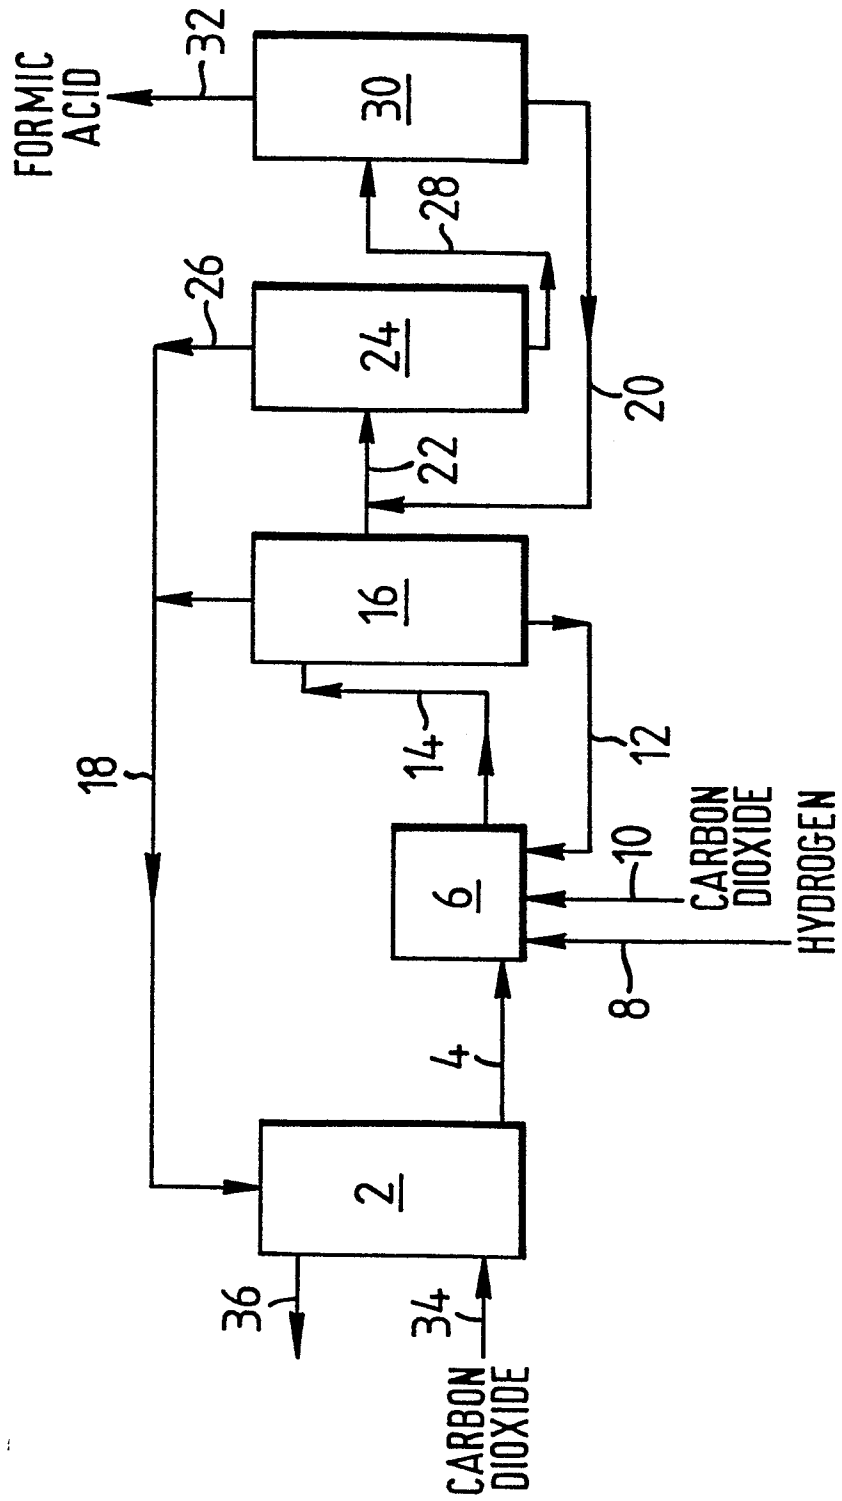 FORMIC
ACID
32
30
28
26
24
22
20
18
16
14
12
10
CARBON
DIOXIDE
HYDROGEN
8
6
4
2
36
34
CARBON
DIOXIDE